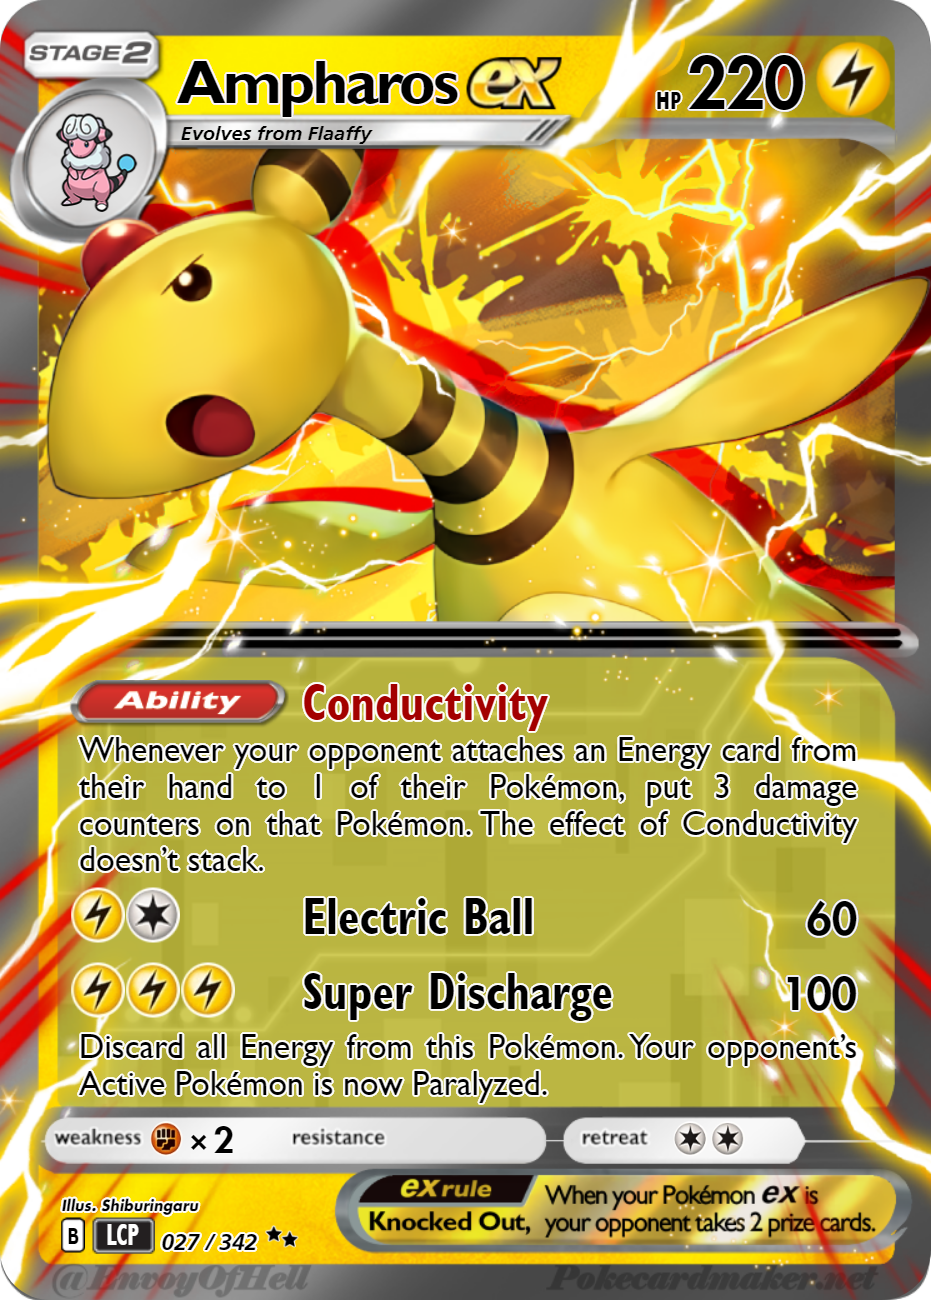 STAGE2
Ampharos ex HP 220
Evolves from Flaaffy
Ability Conductivity
Whenever your opponent attaches an Energy card from
their hand to 1 of their Pokémon, put 3 damage
counters on that Pokémon. The effect of Conductivity
doesn't stack.
Electric Ball 60
Super Discharge 100
Discard all Energy from this Pokémon. Your opponent's
Active Pokémon is now Paralyzed.
weakness × 2 resistance retreat
Illus. Shiburingaru
B LCP 027 / 342
ex rule When your Pokémon ex is
Knocked Out, your opponent takes 2 prize cards.
@EnvoyOfHell Pokecardmaker.net